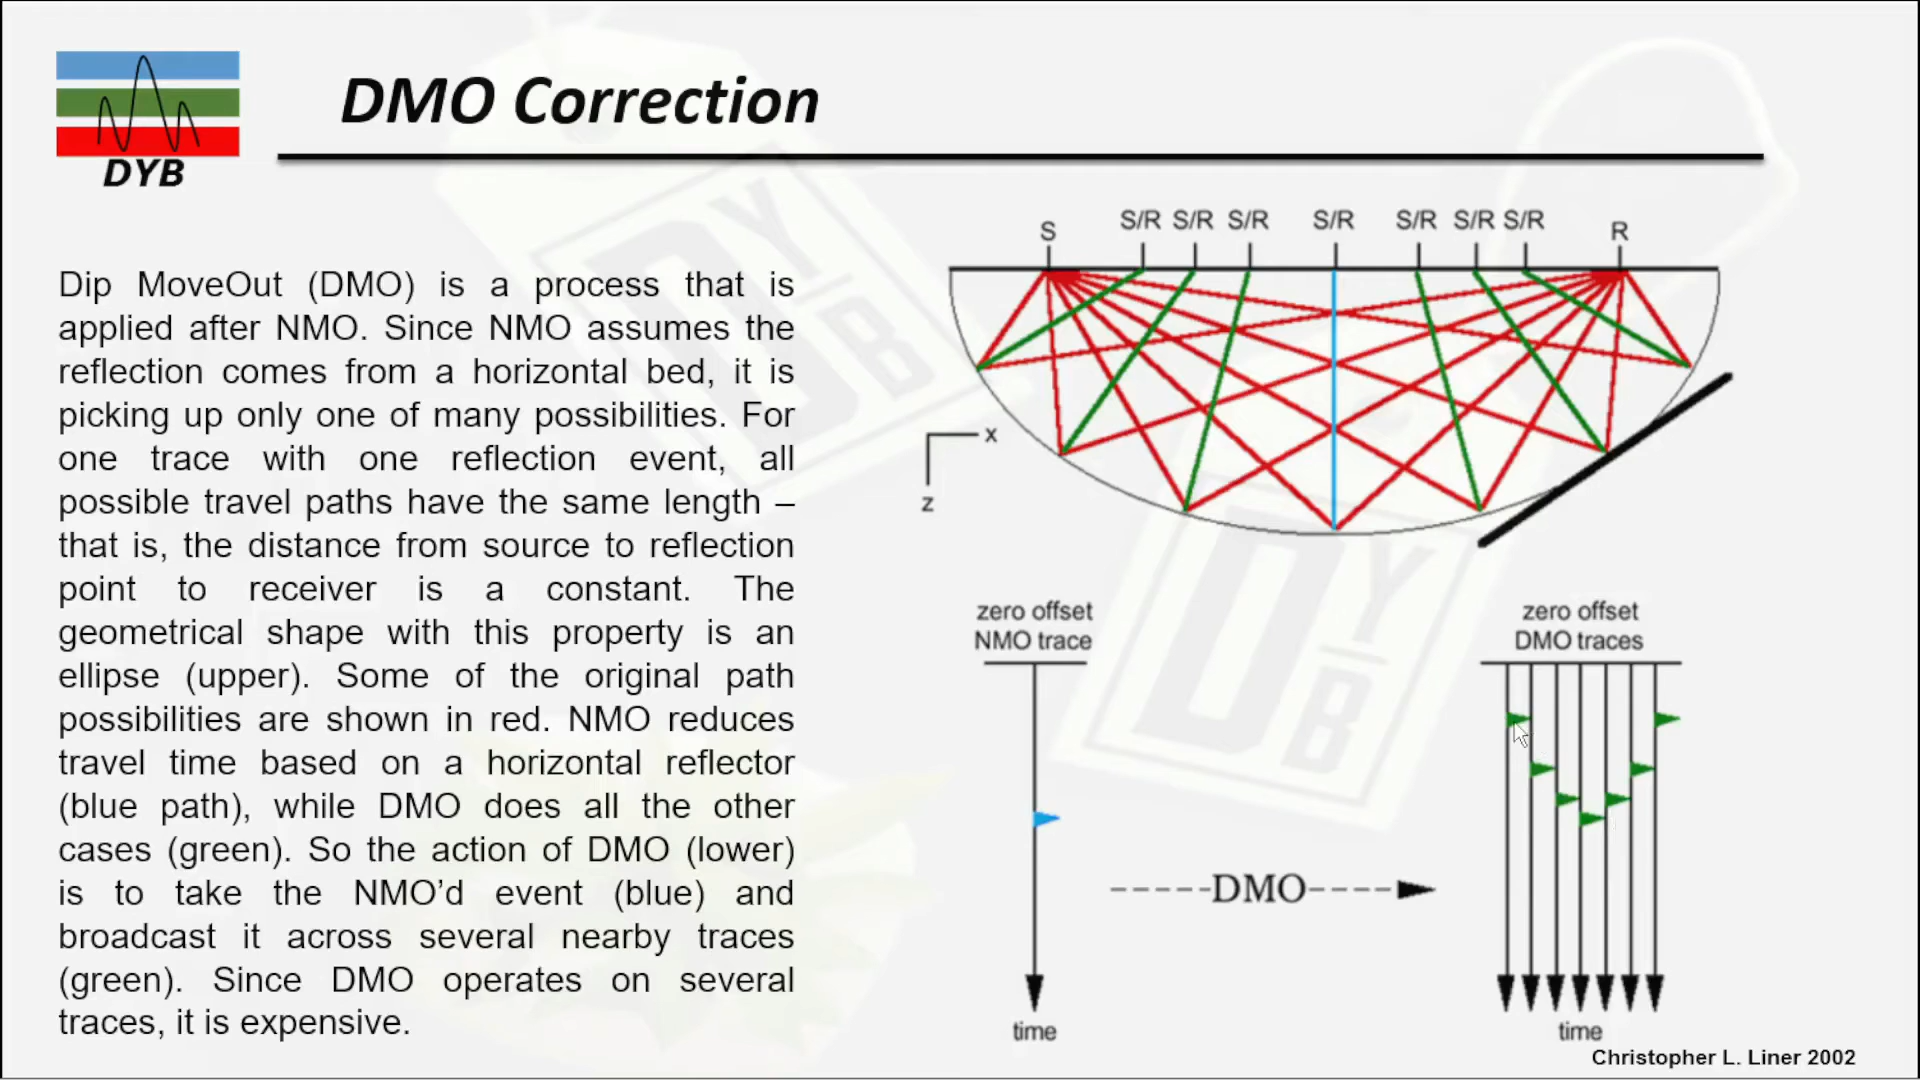 DYB
DMO Correction
Dip MoveOut (DMO) is a process that is
applied after NMO. Since NMO assumes the
reflection comes from a horizontal bed, it is
picking up only one of many possibilities. For
one trace with one reflection event, all
possible travel paths have the same length –
that is, the distance from source to reflection
point to receiver is a constant. The
geometrical shape with this property is an
ellipse (upper). Some of the original path
possibilities are shown in red. NMO reduces
travel time based on a horizontal reflector
(blue path), while DMO does all the other
cases (green). So the action of DMO (lower)
is to take the NMO’d event (blue) and
broadcast it across several nearby traces
(green). Since DMO operates on several
traces, it is expensive.
S S/R S/R S/R S/R S/R S/R S/R R
x
z
zero offset
NMO trace
time
DMO
zero offset
DMO traces
time
Christopher L. Liner 2002
DYB
DYB